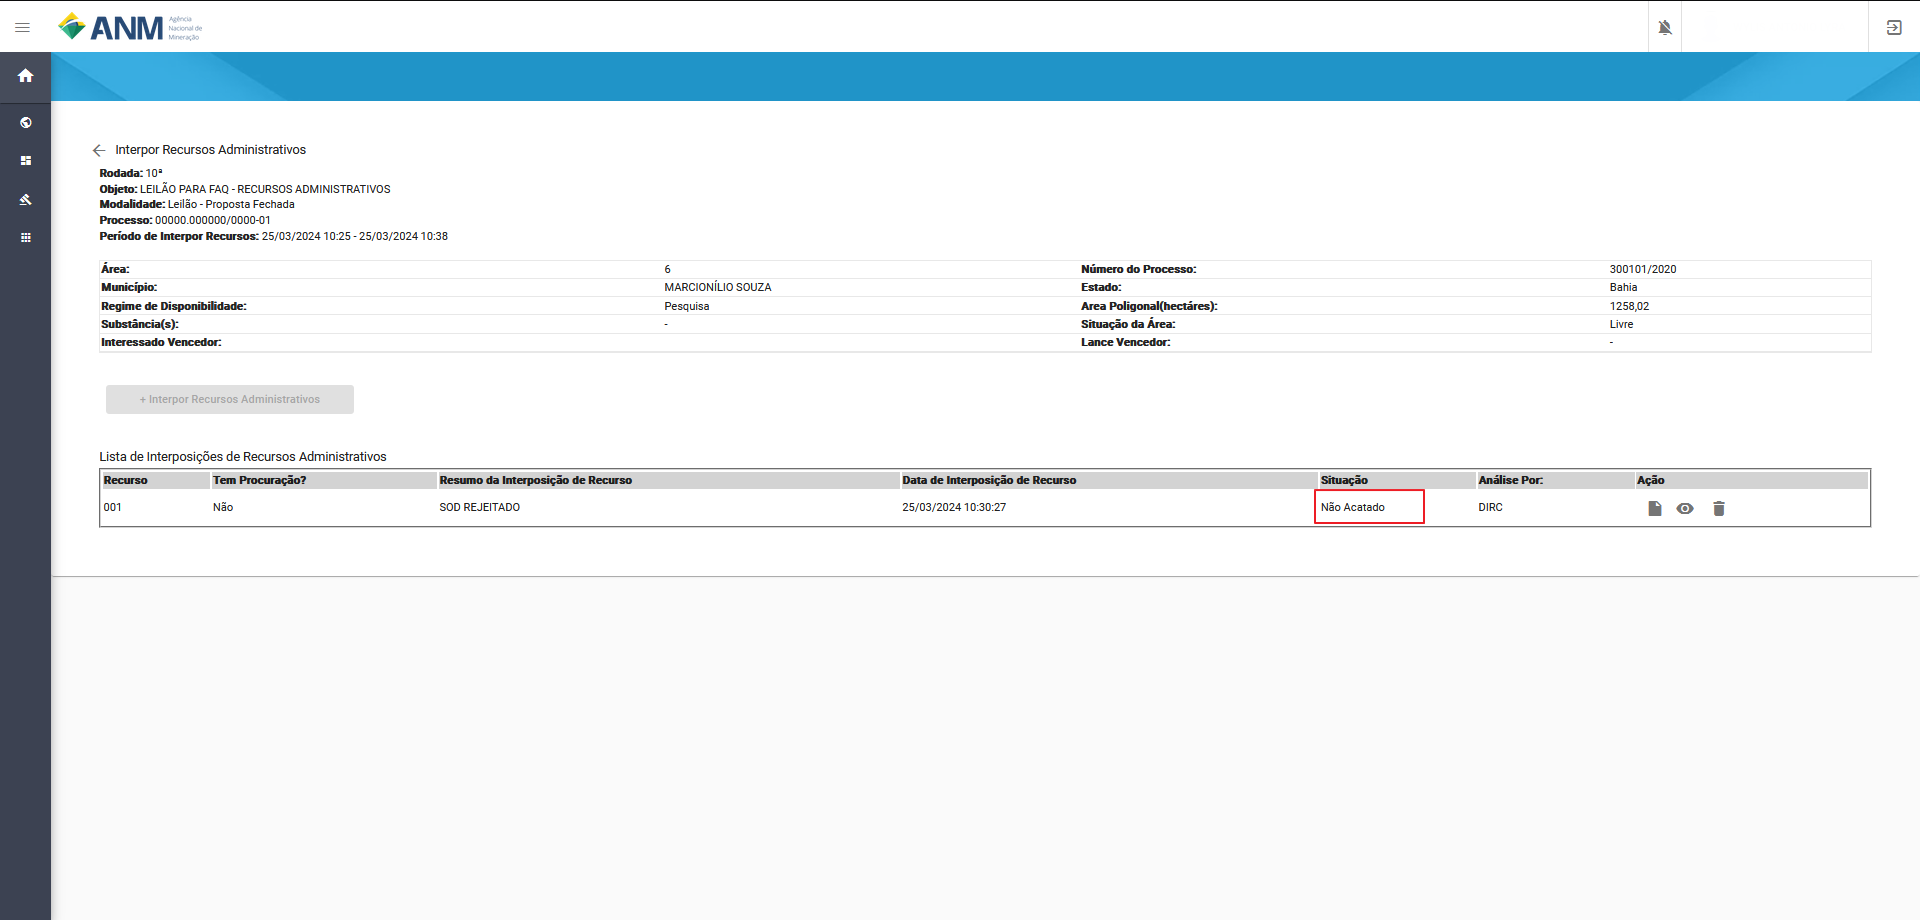 ANM
Agência
Nacional de
Mineração
Interpor Recursos Administrativos
Rodada: 10ª
Objeto: LEILÃO PARA FAQ - RECURSOS ADMINISTRATIVOS
Modalidade: Leilão - Proposta Fechada
Processo: 00000.000000/0000-01
Período de Interpor Recursos: 25/03/2024 10:25 - 25/03/2024 10:38
Área: 6 Número do Processo: 300101/2020
Município: MARCIONÍLIO SOUZA Estado: Bahia
Regime de Disponibilidade: Pesquisa Area Poligonal(hectáres): 1258,02
Substância(s): - Situação da Área: Livre
Interessado Vencedor: Lance Vencedor: -
+ Interpor Recursos Administrativos
Lista de Interposições de Recursos Administrativos
Recurso Tem Procuração? Resumo da Interposição de Recurso Data de Interposição de Recurso Situação Análise Por: Ação
001 Não SOD REJEITADO 25/03/2024 10:30:27 Não Acatado DIRC